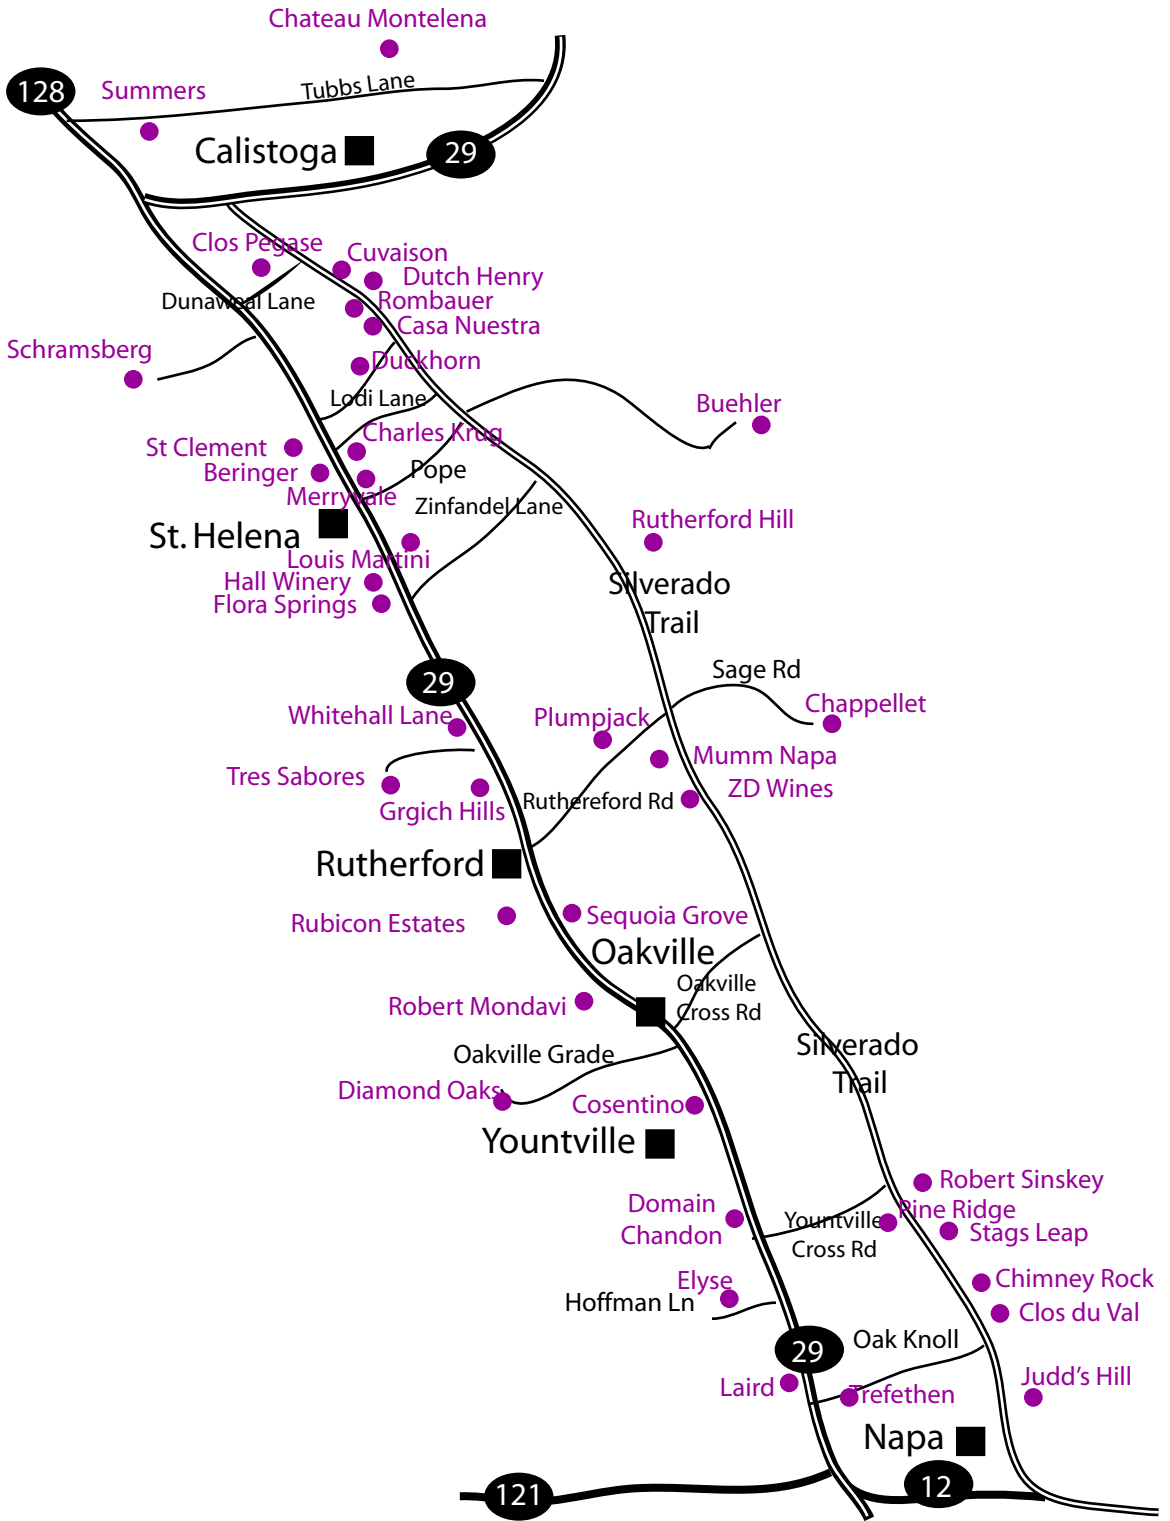 Chateau Montelena
Tubbs Lane
128
Summers
Calistoga
29
Clos Pegase
Cuvaison
Dutch Henry
Dunaweal Lane
Rombauer
Casa Nuestra
Schramsberg
Duckhorn
Lodi Lane
Buehler
Charles Krug
St Clement
Beringer
Pope
Merryvale
Zinfandel Lane
Rutherford Hill
St. Helena
Louis Martini
Hall Winery
Silverado
Trail
Flora Springs
Sage Rd
29
Chappellet
Whitehall Lane
Plumpjack
Mumm Napa
Tres Sabores
ZD Wines
Ruthereford Rd
Grgich Hills
Rutherford
Sequoia Grove
Rubicon Estates
Oakville
Oakville
Cross Rd
Robert Mondavi
Silverado
Trail
Oakville Grade
Diamond Oaks
Cosentino
Yountville
Robert Sinskey
Domain
Chandon
Pine Ridge
Yountville
Cross Rd
Stags Leap
Elyse
Chimney Rock
Hoffman Ln
Clos du Val
29
Oak Knoll
Laird
Trefethen
Judd's Hill
Napa
121
12